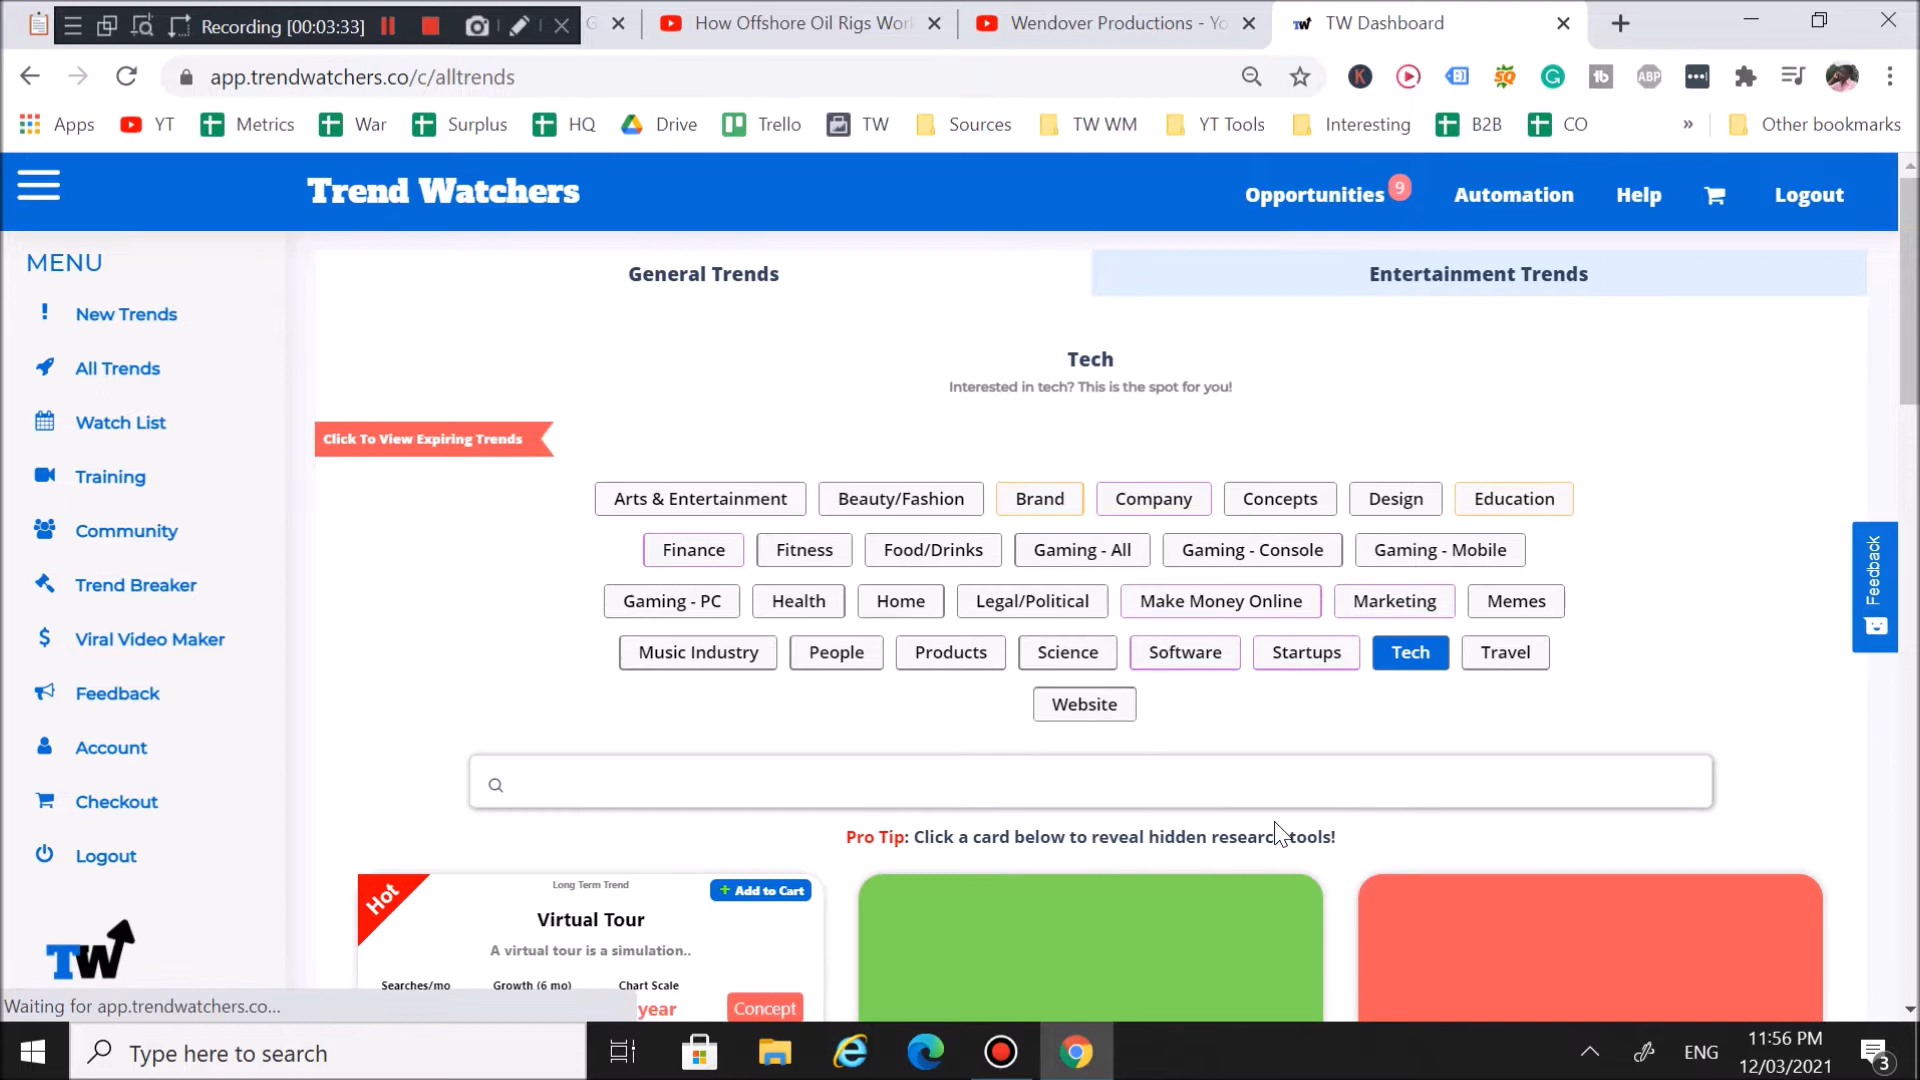 Recording [00:03:33]
How Offshore Oil Rigs Wor
Wendover Productions - Yo
TW Dashboard
app.trendwatchers.co/c/alltrends
Apps
YT
Metrics
War
Surplus
HQ
Drive
Trello
TW
Sources
TW WM
YT Tools
Interesting
B2B
CO
»
Other bookmarks
Trend Watchers
Opportunities 9
Automation
Help
Logout
MENU
New Trends
All Trends
Watch List
Training
Community
Trend Breaker
Viral Video Maker
Feedback
Account
Checkout
Logout
TW
General Trends
Entertainment Trends
Tech
Interested in tech? This is the spot for you!
Click To View Expiring Trends
Arts & Entertainment
Beauty/Fashion
Brand
Company
Concepts
Design
Education
Finance
Fitness
Food/Drinks
Gaming - All
Gaming - Console
Gaming - Mobile
Gaming - PC
Health
Home
Legal/Political
Make Money Online
Marketing
Memes
Music Industry
People
Products
Science
Software
Startups
Tech
Travel
Website
Feedback
Pro Tip: Click a card below to reveal hidden research tools!
Hot
Long Term Trend
+ Add to Cart
Virtual Tour
A virtual tour is a simulation..
Searches/mo
Growth (6 mo)
Chart Scale
year
Concept
Waiting for app.trendwatchers.co...
Type here to search
ENG
11:56 PM
12/03/2021
3